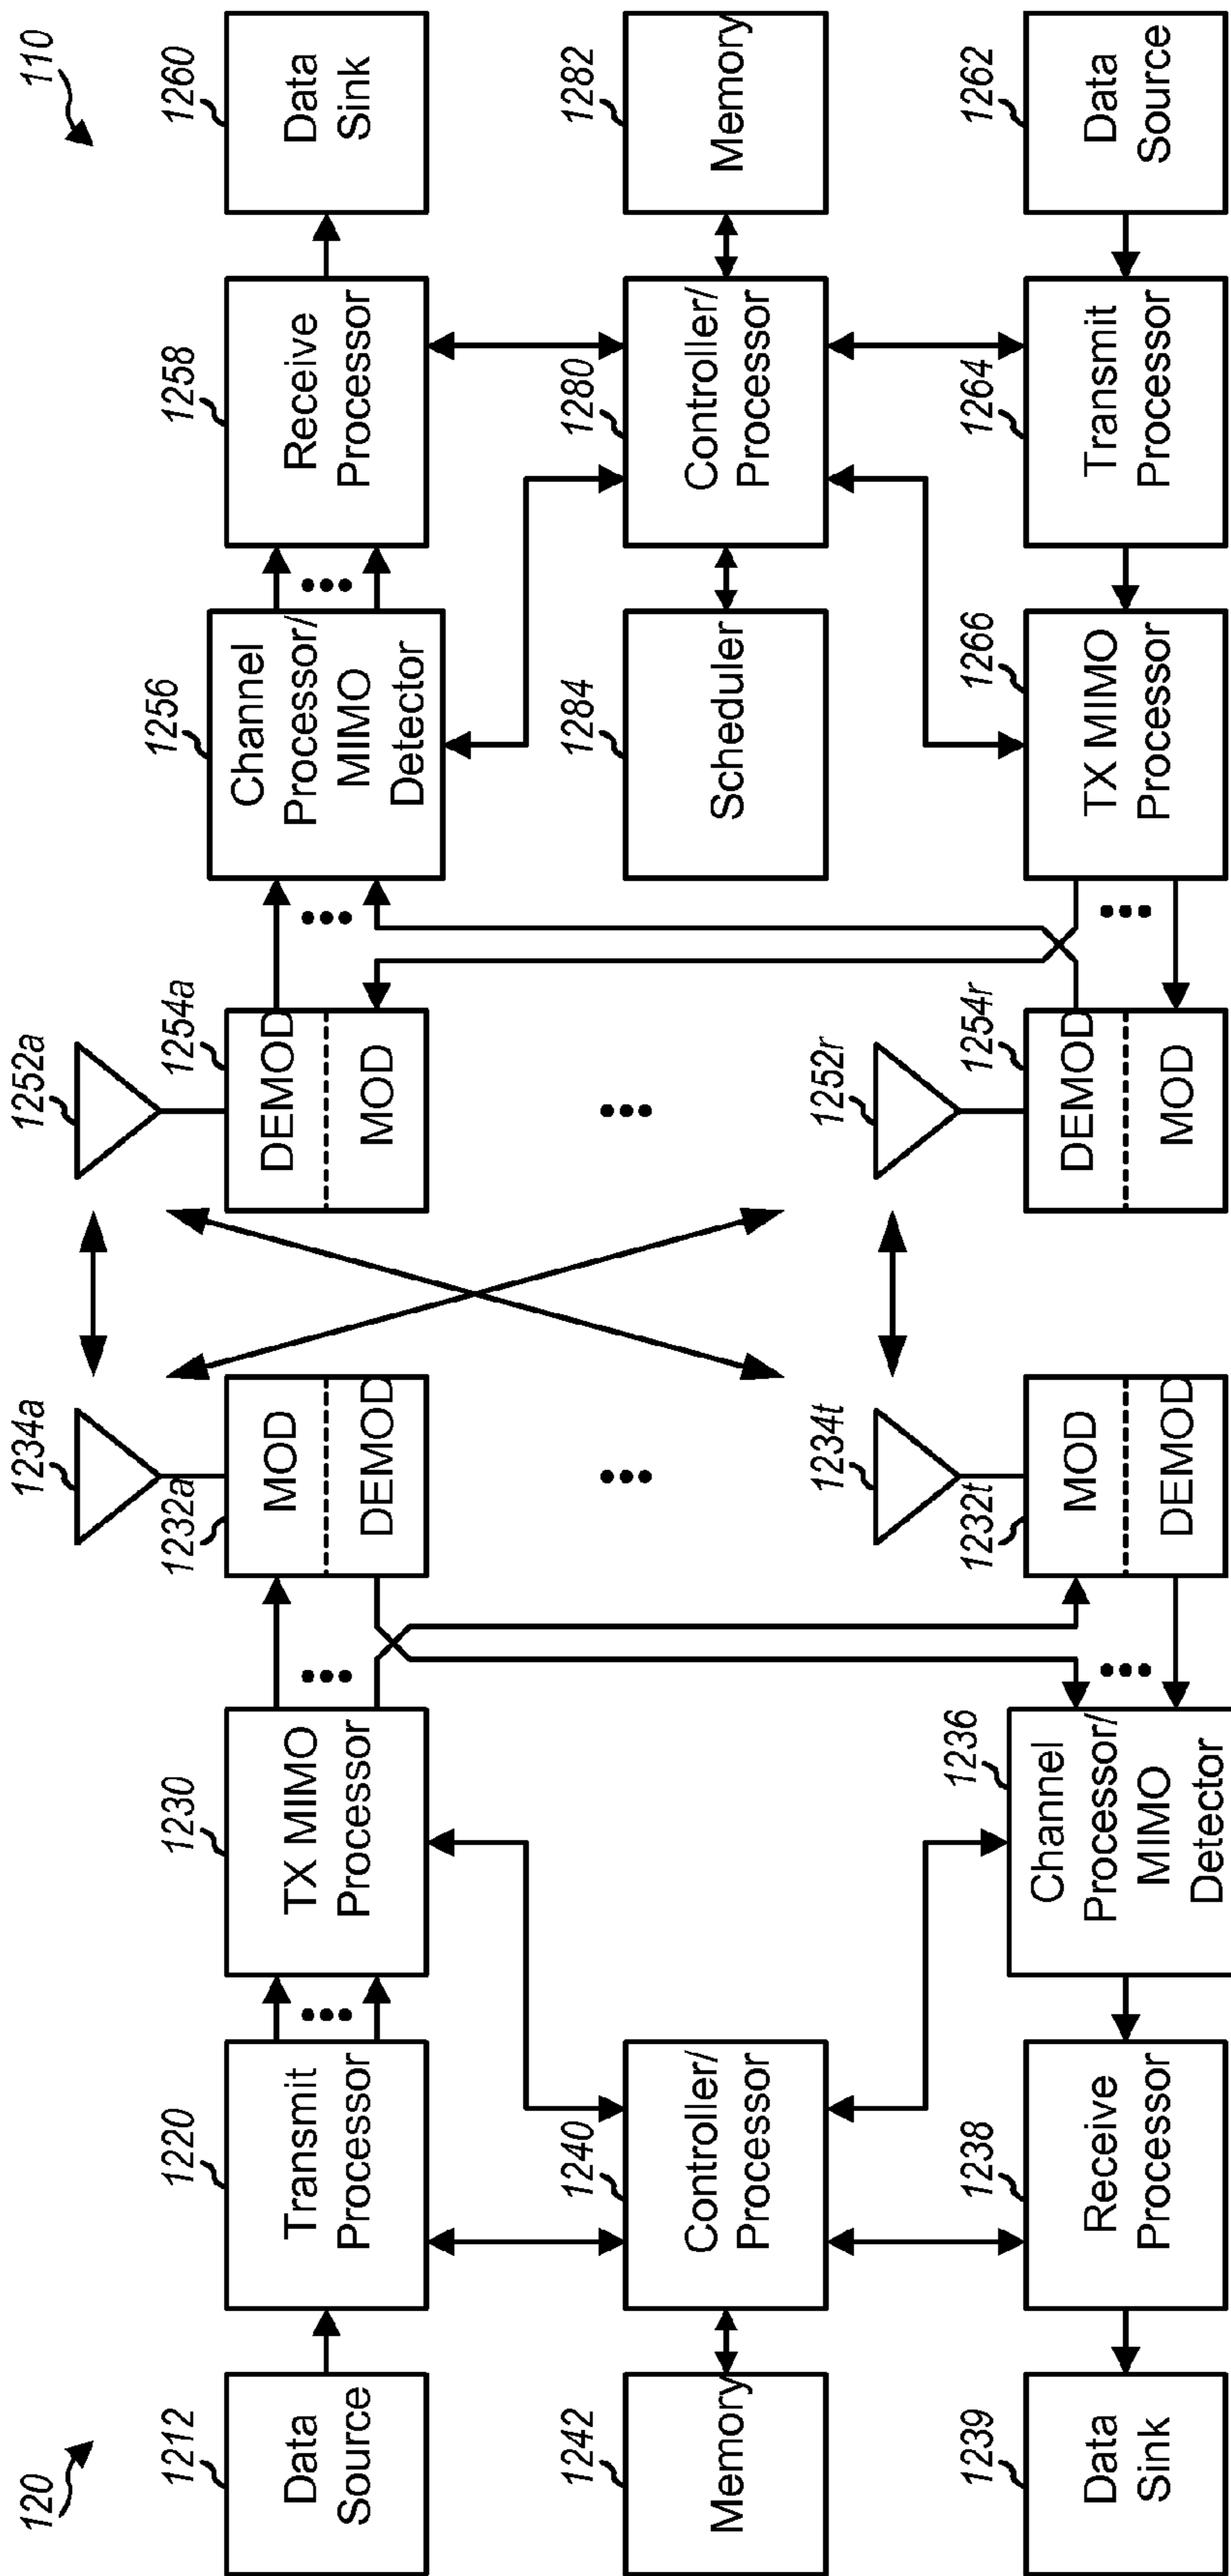 120
110
1212
Data
Source
1220
Transmit
Processor
1230
TX MIMO
Processor
1234a
1232a
MOD
DEMOD
1252a
1254a
DEMOD
MOD
1256
Channel
Processor/
MIMO
Detector
1258
Receive
Processor
1260
Data
Sink
1242
Memory
1240
Controller/
Processor
1284
Scheduler
1280
Controller/
Processor
1282
Memory
1239
Data
Sink
1238
Receive
Processor
1236
Channel
Processor/
MIMO
Detector
1234t
1232t
MOD
DEMOD
1252r
1254r
DEMOD
MOD
1266
TX MIMO
Processor
1264
Transmit
Processor
1262
Data
Source